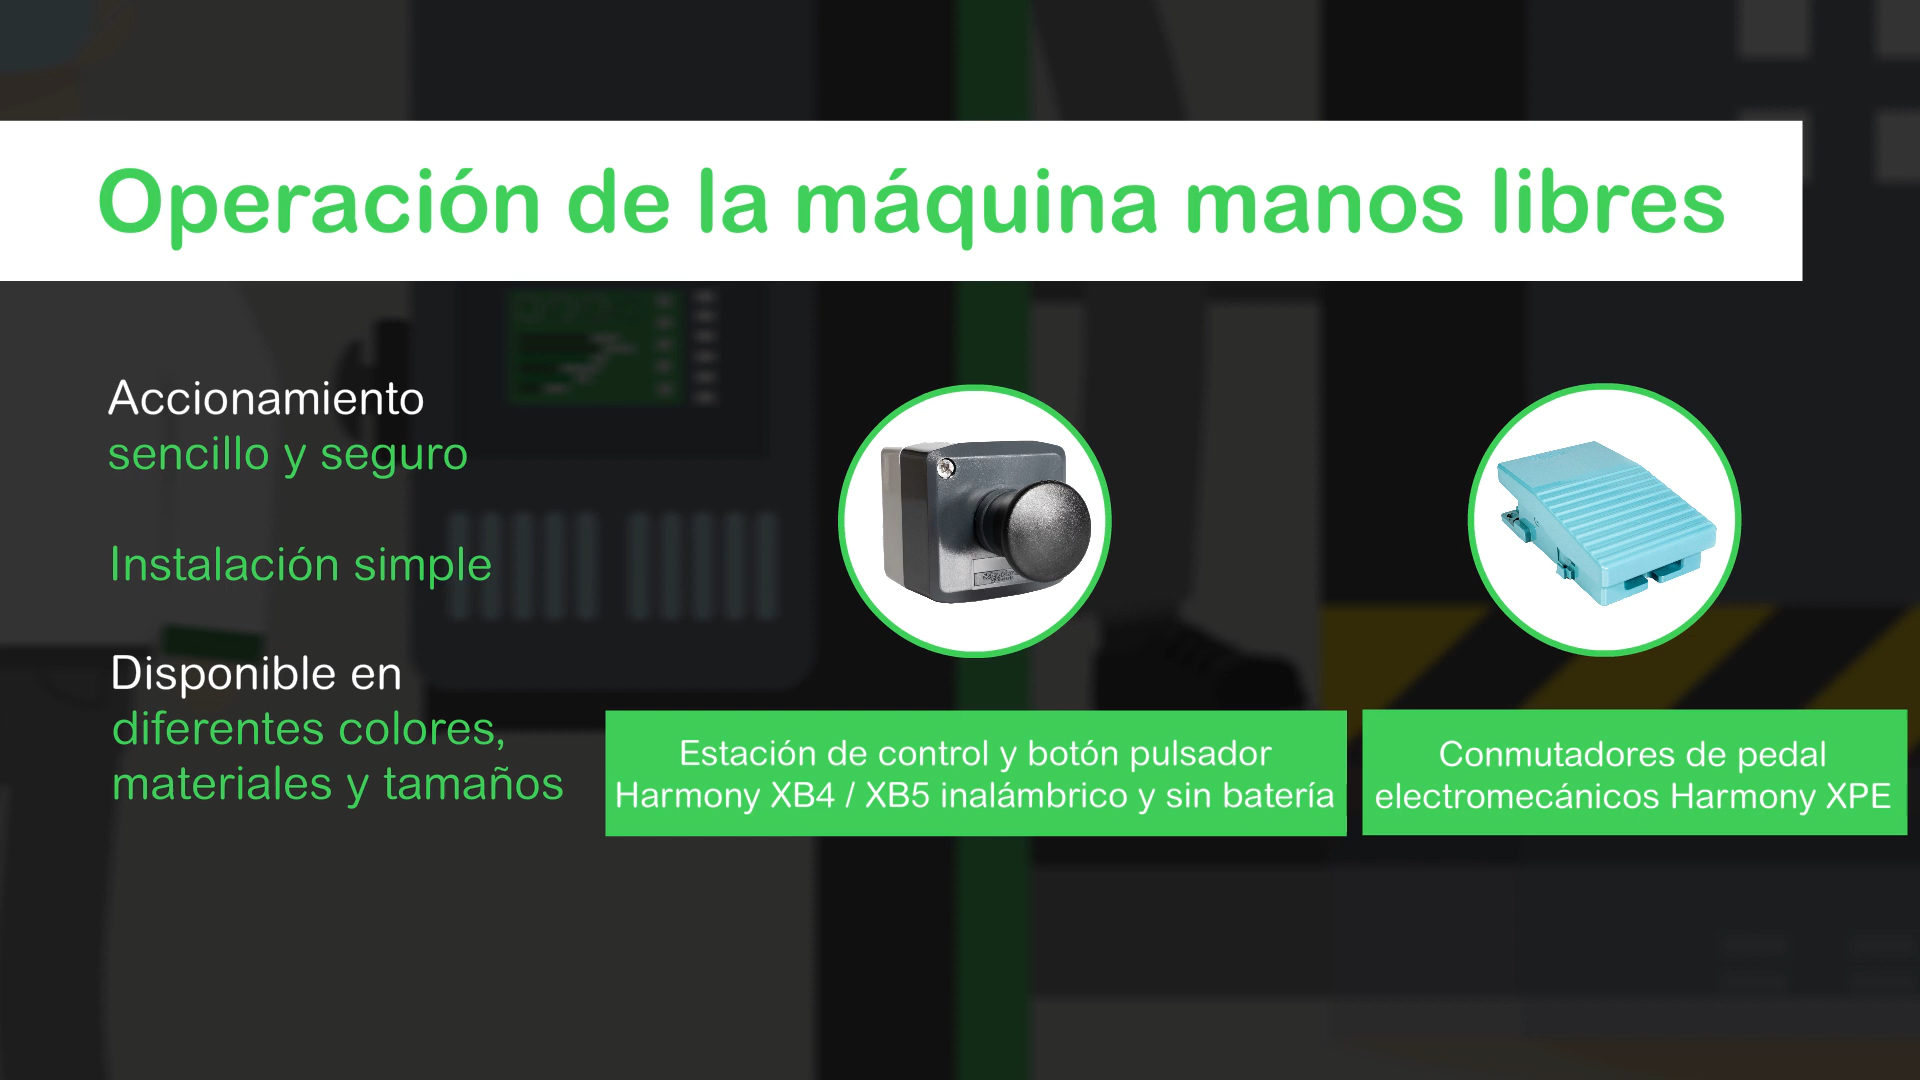 Operación de la máquina manos libres
Accionamiento
sencillo y seguro
Instalación simple
Disponible en
diferentes colores,
materiales y tamaños
Estación de control y botón pulsador
Harmony XB4 / XB5 inalámbrico y sin batería
Conmutadores de pedal
electromecánicos Harmony XPE